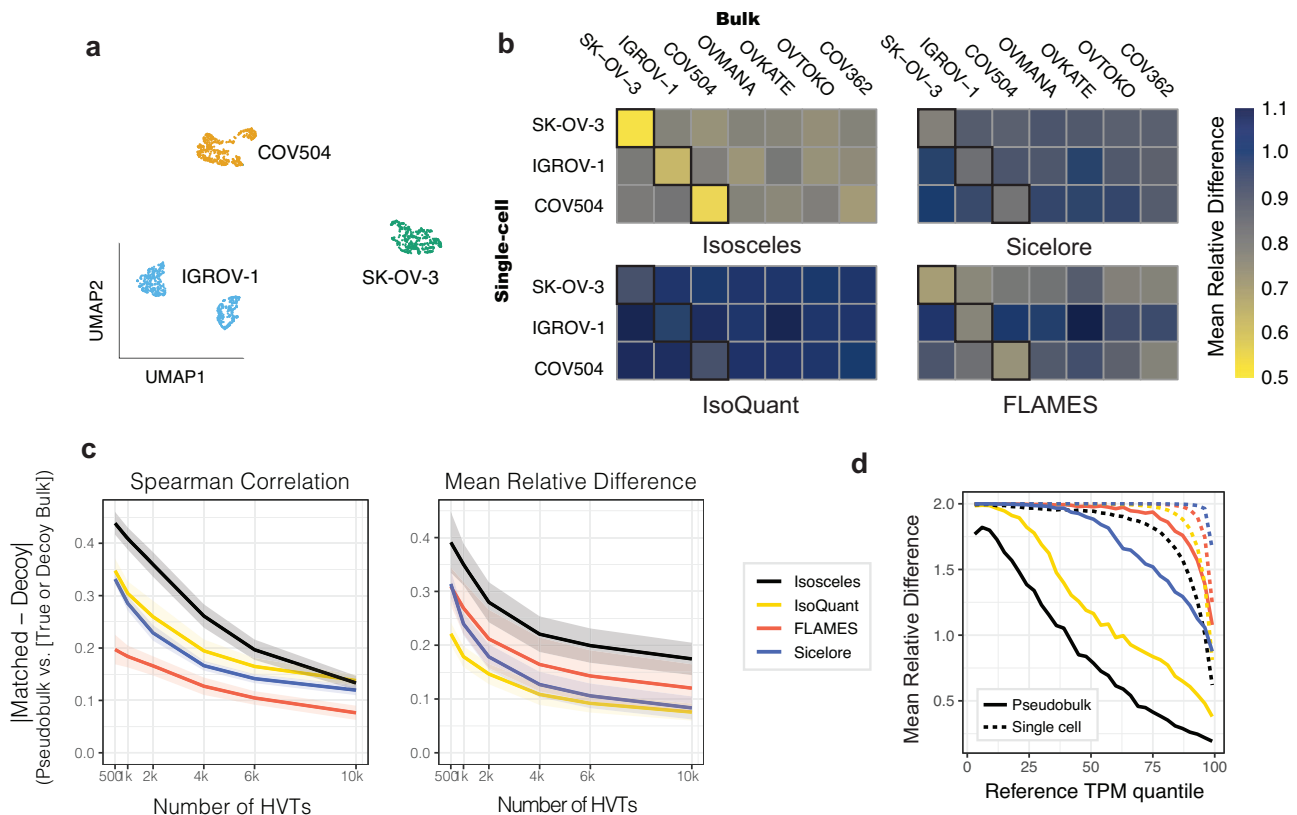 a
COV504
SK-OV-3
IGROV-1
UMAP2
UMAP1
b
Bulk
SK−OV−3
IGROV−1
COV504
OVMANA
OVKATE
OVTOKO
COV362
SK−OV−3
IGROV−1
COV504
OVMANA
OVKATE
OVTOKO
COV362
Single-cell
SK-OV-3
IGROV-1
COV504
Isosceles
Sicelore
SK-OV-3
IGROV-1
COV504
IsoQuant
FLAMES
Mean Relative Difference
1.1
1.0
0.9
0.8
0.7
0.6
0.5
c
|Matched − Decoy|
(Pseudobulk vs. [True or Decoy Bulk])
Spearman Correlation
0.4
0.3
0.2
0.1
0.0
500
1k
2k
4k
6k
10k
Number of HVTs
Mean Relative Difference
0.4
0.3
0.2
0.1
0.0
500
1k
2k
4k
6k
10k
Number of HVTs
Isosceles
IsoQuant
FLAMES
Sicelore
d
Mean Relative Difference
2.0
1.5
1.0
0.5
Pseudobulk
Single cell
0
25
50
75
100
Reference TPM quantile